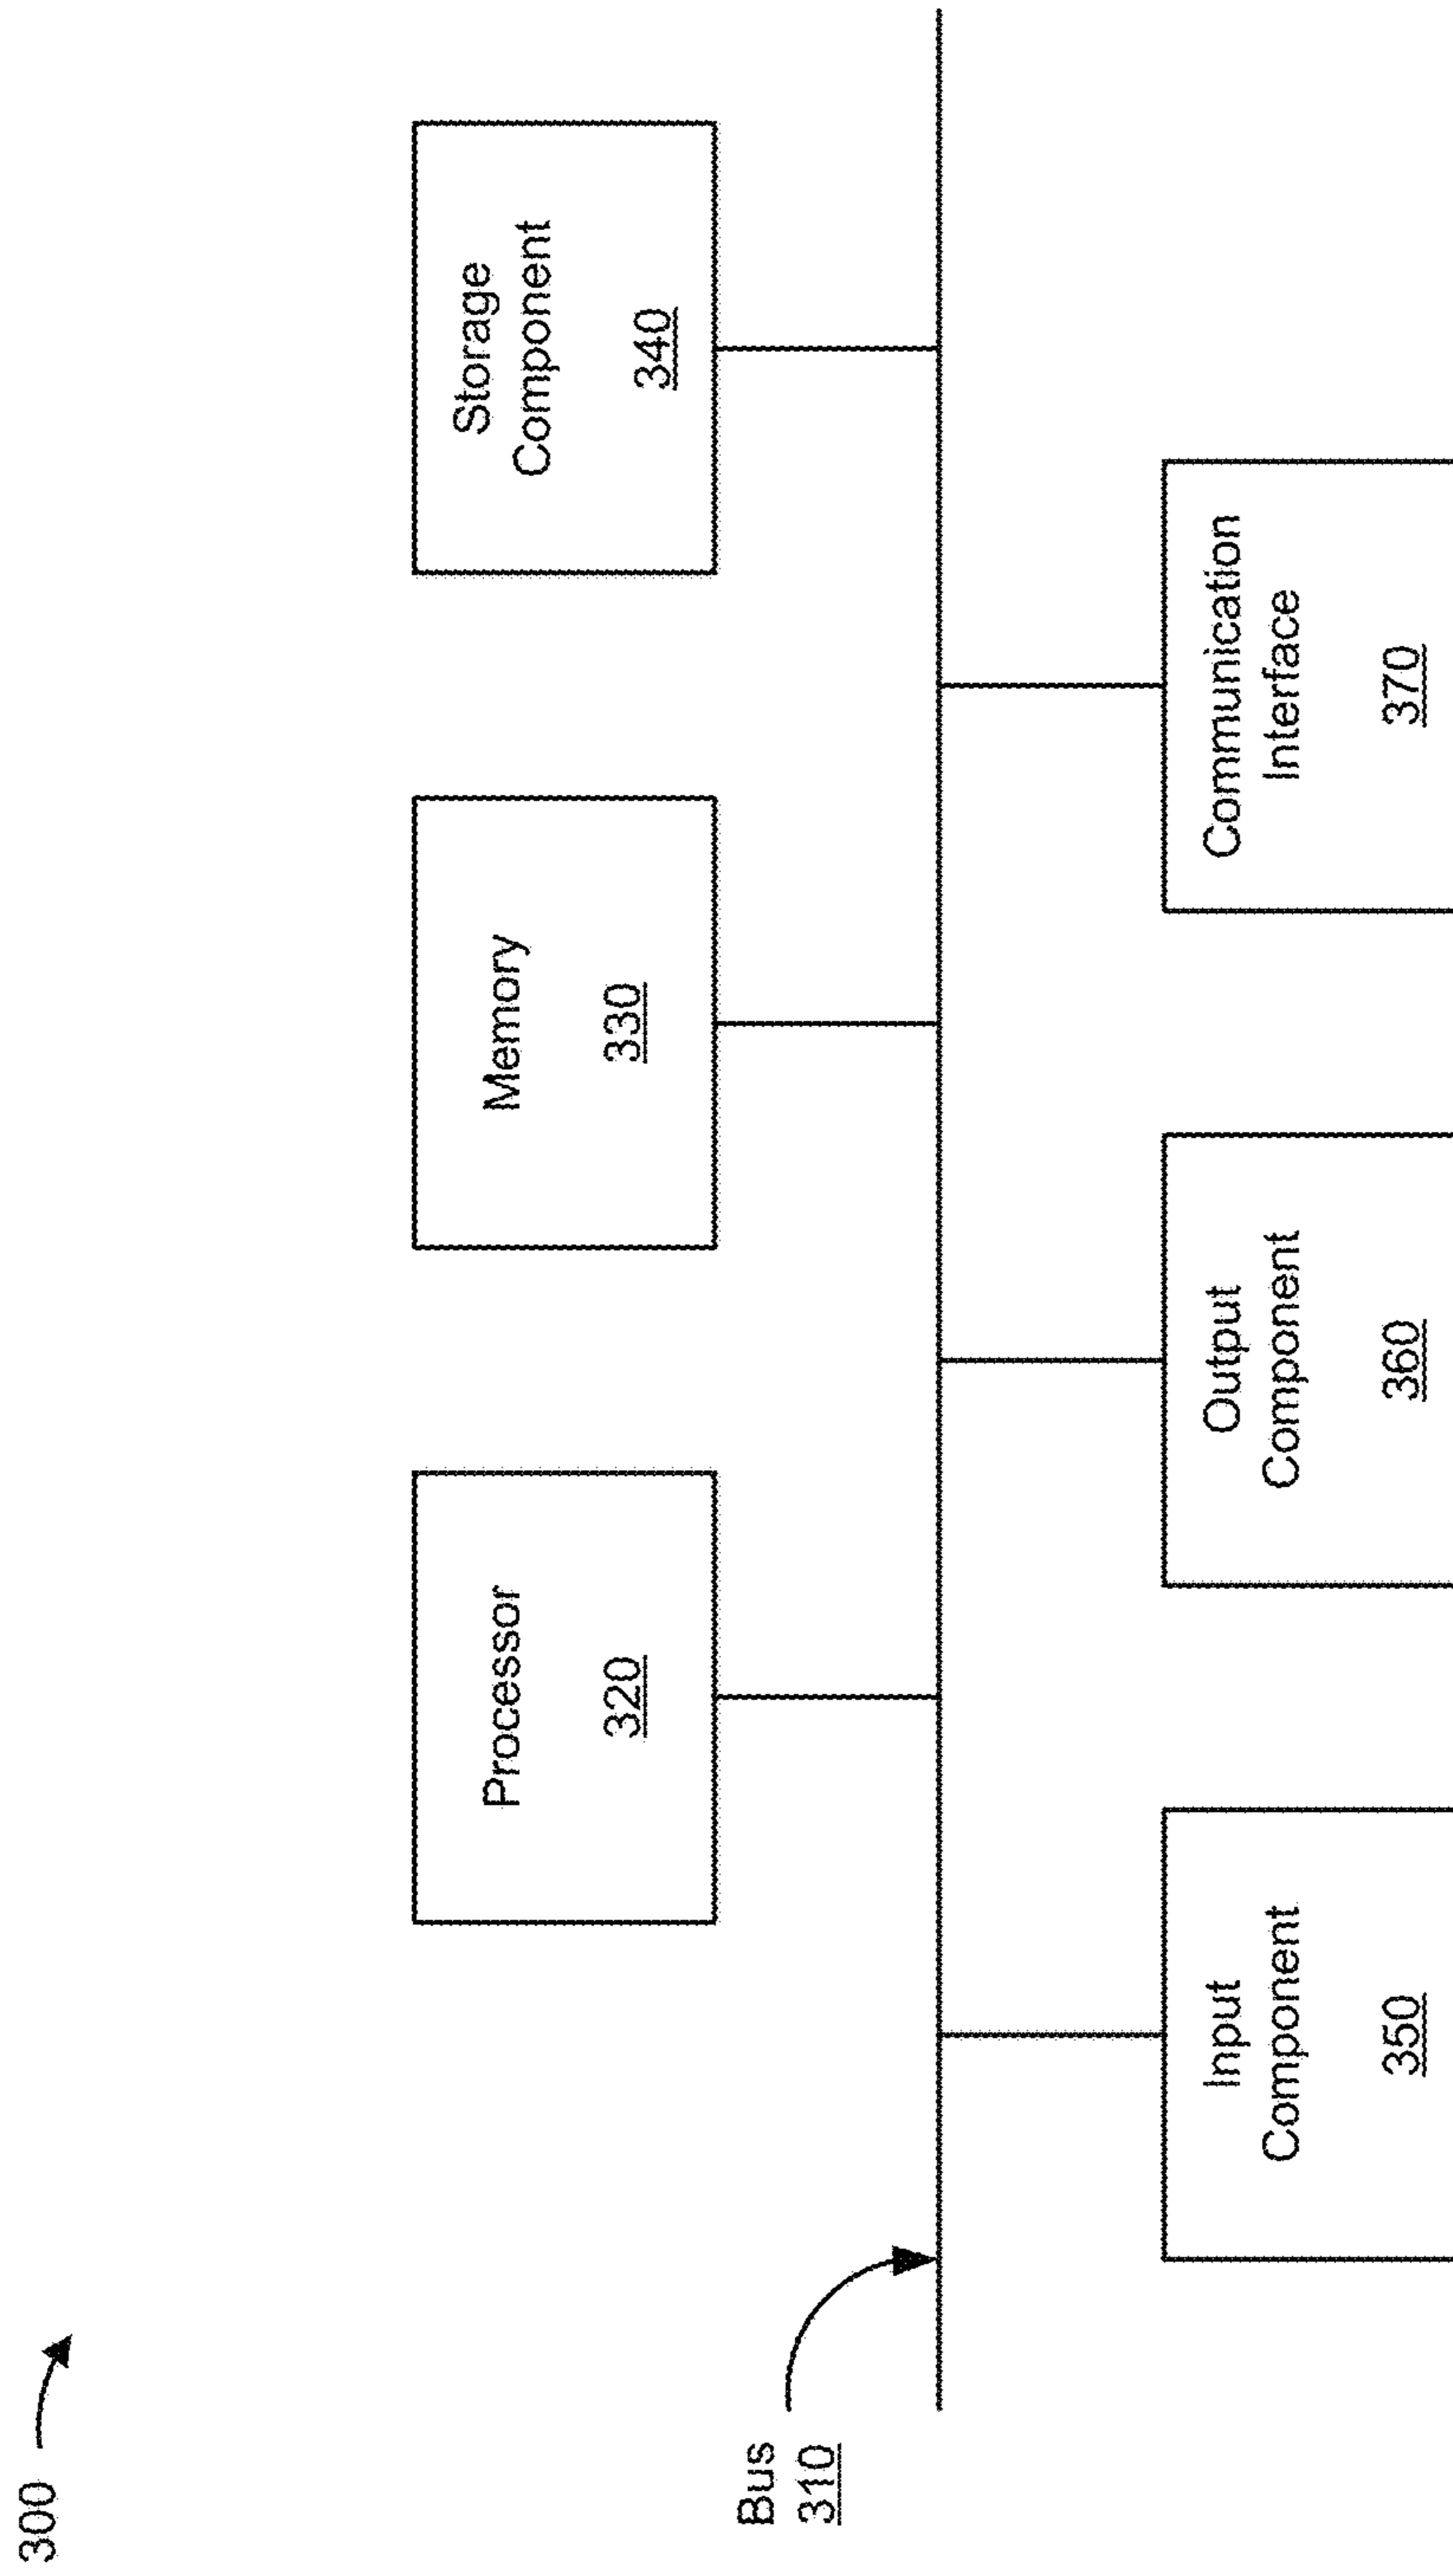 300
Processor
320
Memory
330
Storage
Component
340
Bus
310
Input
Component
350
Output
Component
360
Communication
Interface
370